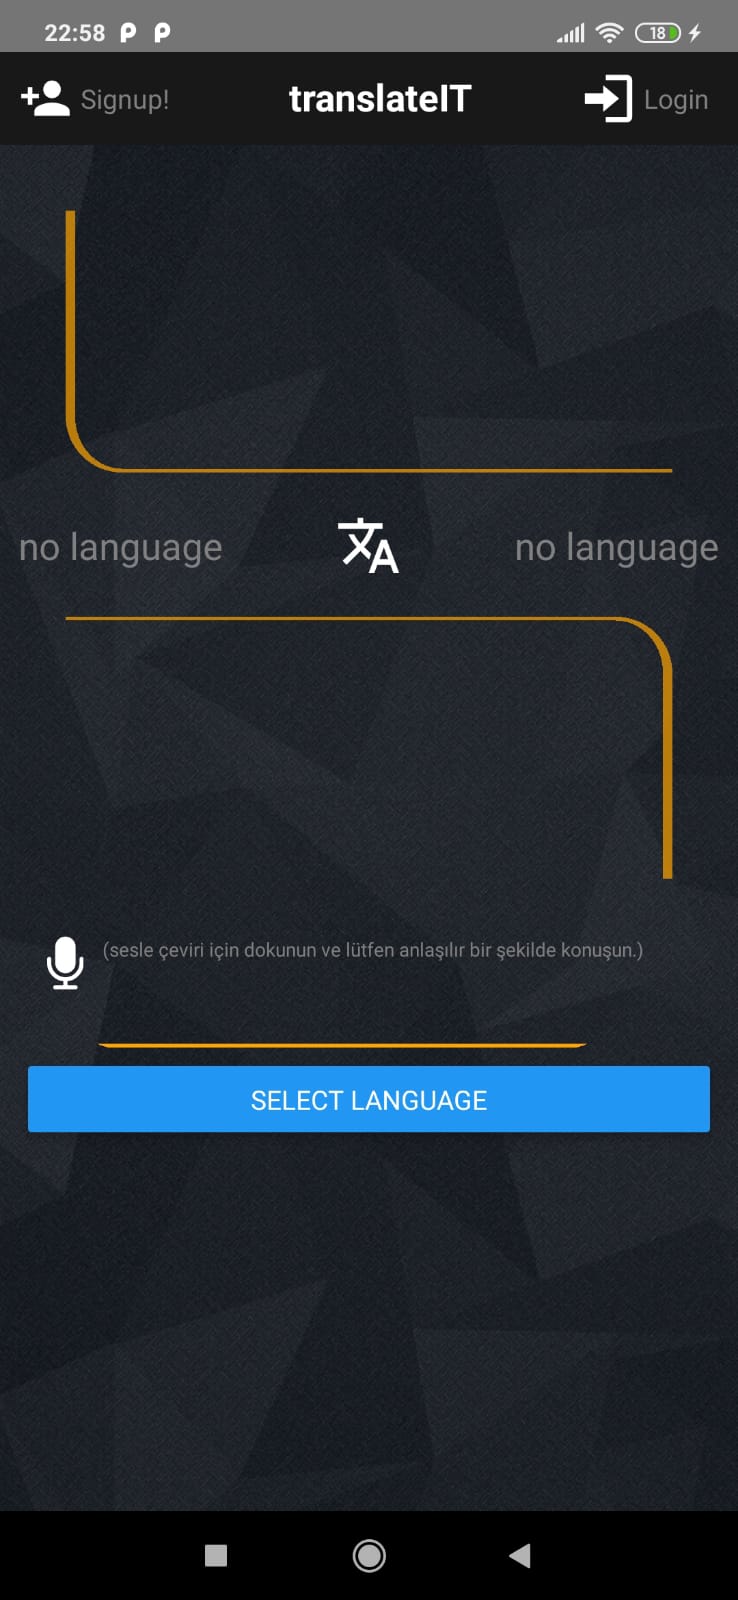 22:58
18
Signup!
translateIT
Login
no language
no language
(sesle çeviri için dokunun ve lütfen anlaşılır bir şekilde konuşun.)
SELECT LANGUAGE